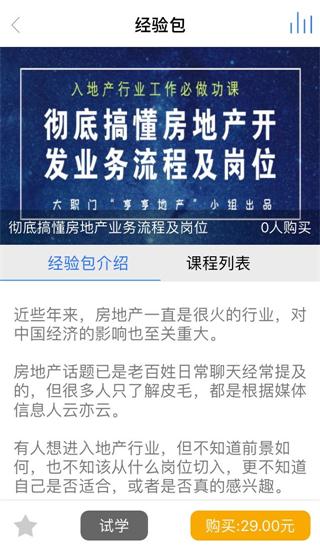 经验包
入地产行业工作必做功课
彻底搞懂房地产开
发业务流程及岗位
大职门“亨亨地产”小组出品
彻底搞懂房地产业务流程及岗位
0人购买
经验包介绍
课程列表
近些年来，房地产一直是很火的行业，对
中国经济的影响也至关重大。
房地产话题已是老百姓日常聊天经常提及
的，但很多人只了解皮毛，都是根据媒体
信息人云亦云。
有人想进入地产行业，但不知道前景如
何，也不知该从什么岗位切入，更不知道
自己是否适合，或者是否真的感兴趣。
试学
购买:29.00元